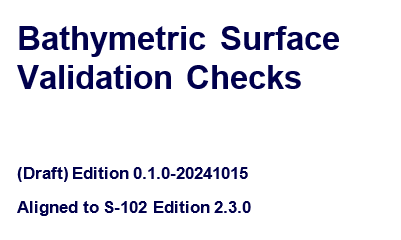 Bathymetric Surface
Validation Checks
(Draft) Edition 0.1.0-20241015
Aligned to S-102 Edition 2.3.0